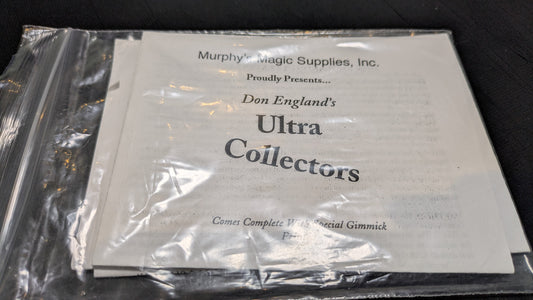 Murphy's Magic Supplies, Inc.
Proudly Presents...
Don England's
Ultra
Collectors
Comes Complete With Special Gimmick